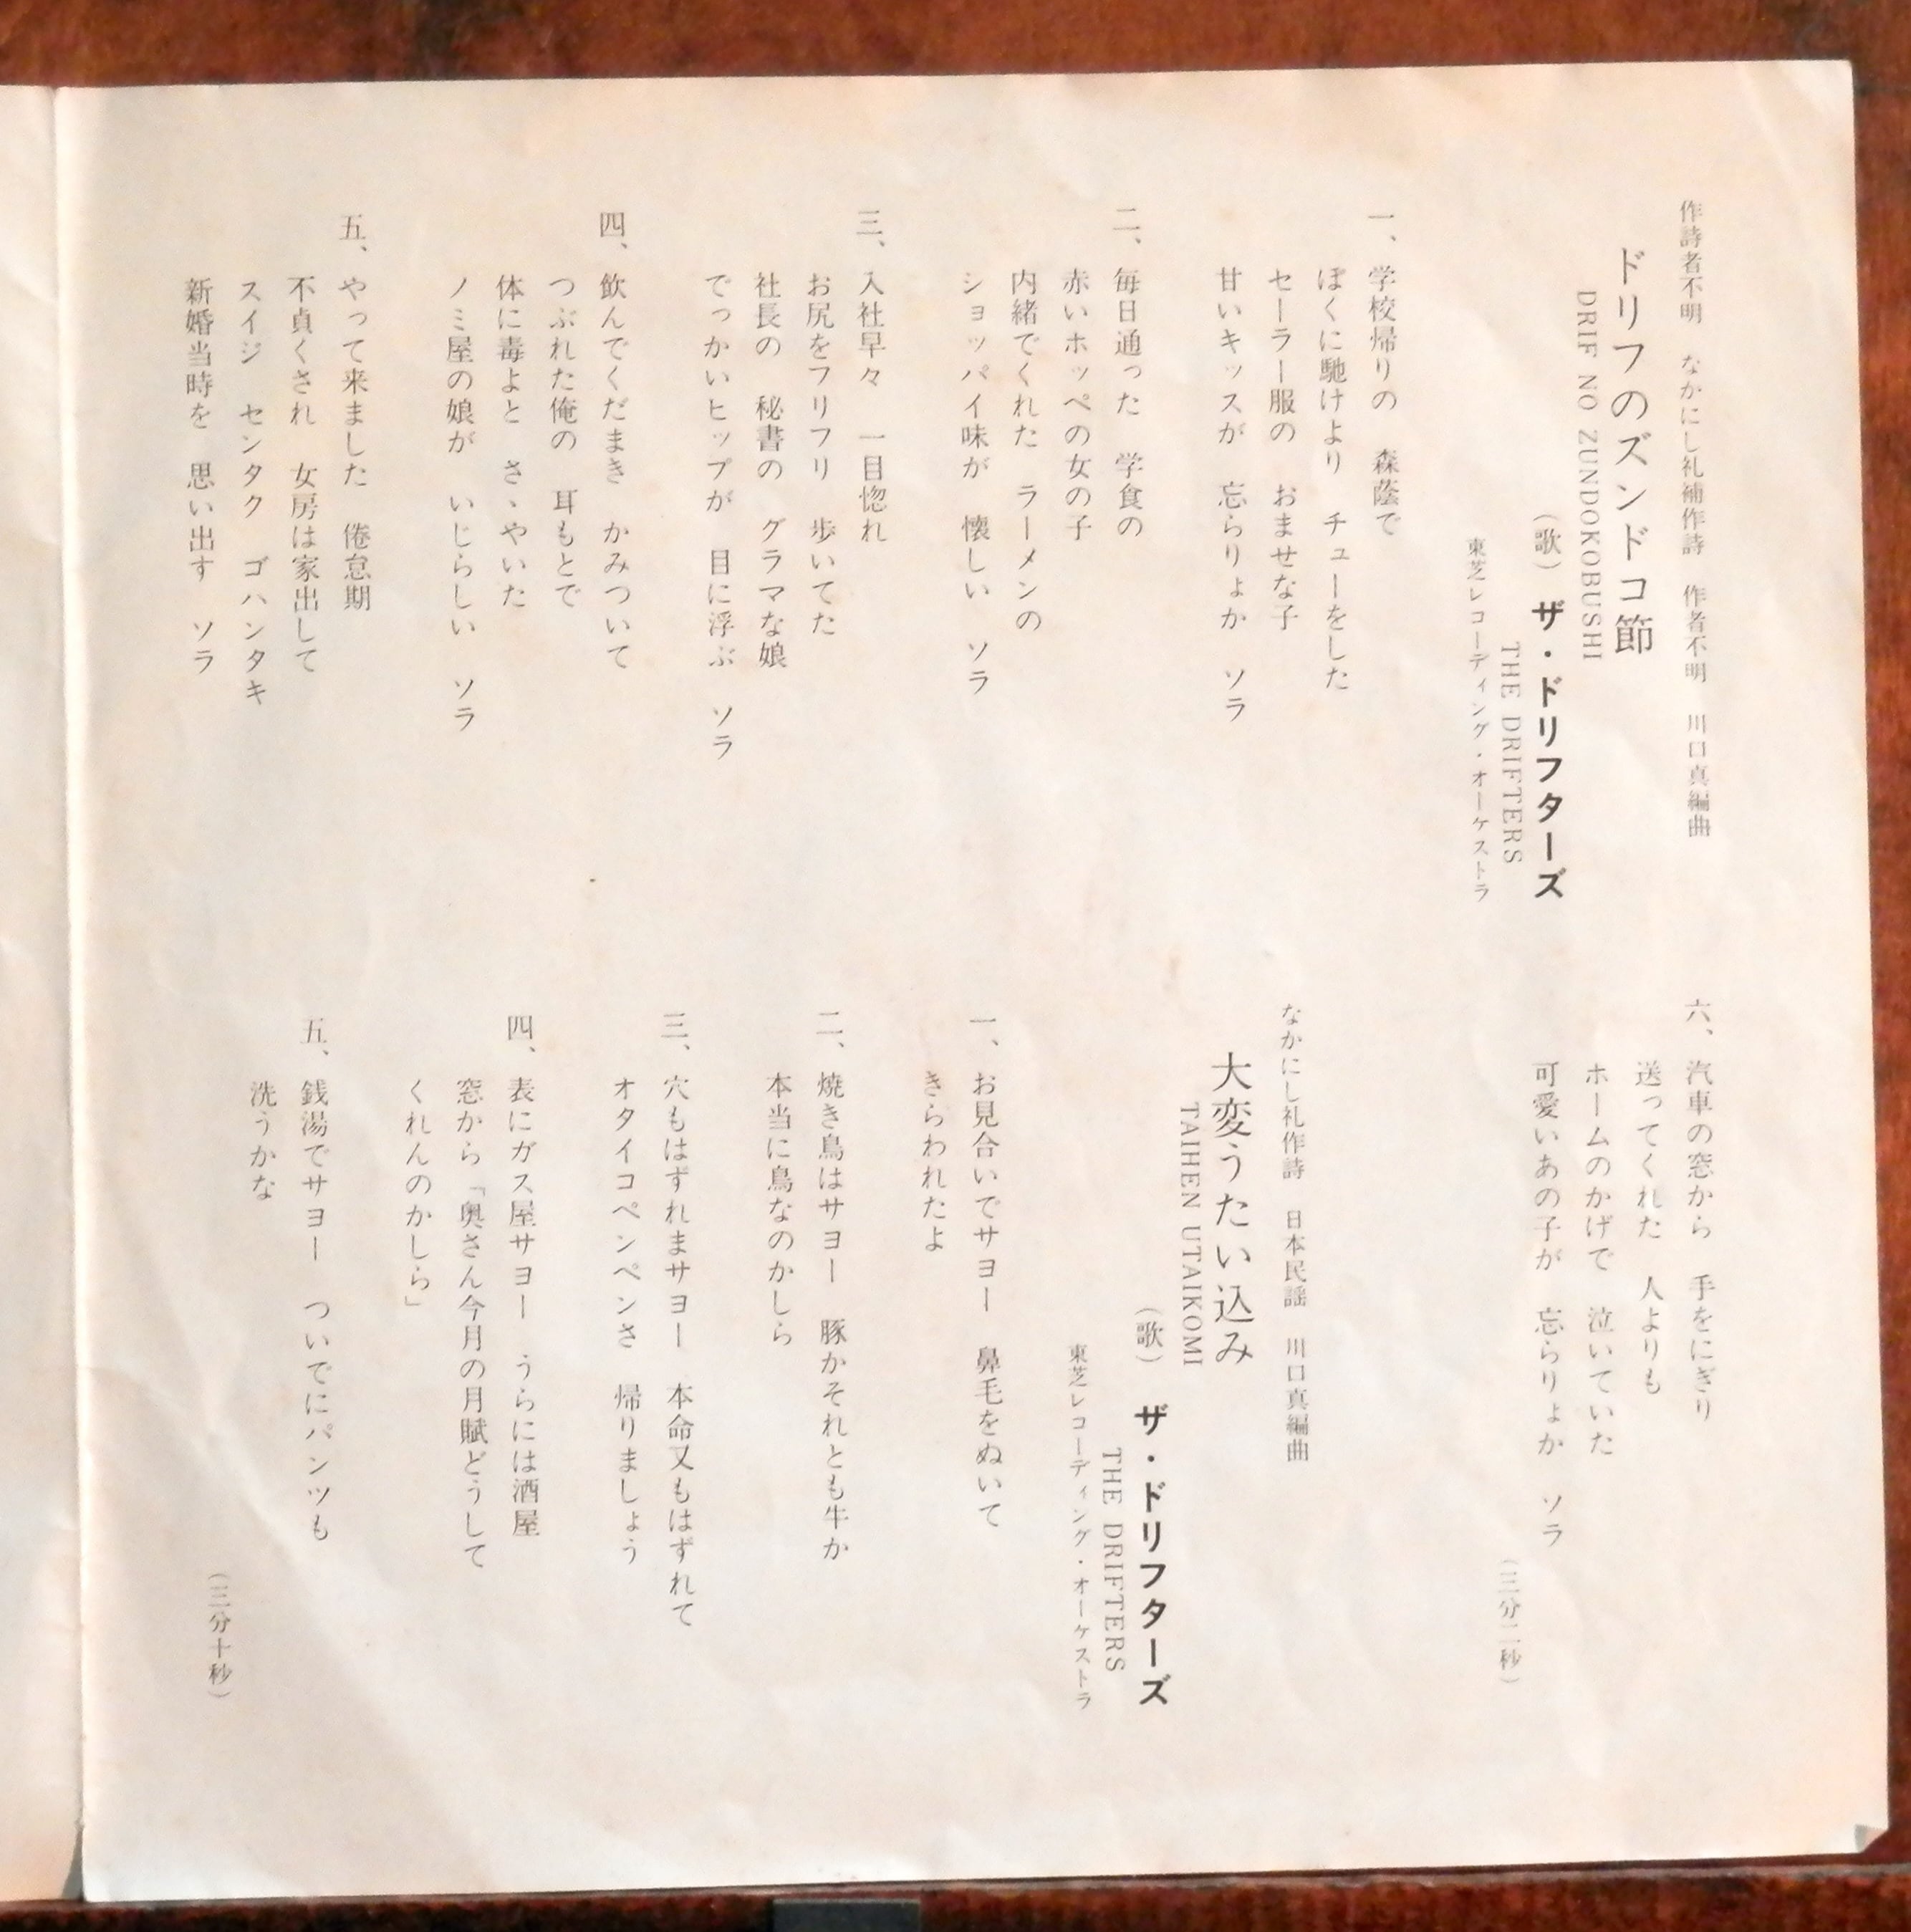 作詩者不明　なかにし礼補作詩　作者不明　川口真編曲
ドリフのズンドコ節
DRIF NO ZUNDOKOBUSHI
（歌）ザ・ドリフターズ
THE DRIFTERS
東芝レコーディング・オーケストラ
一、学校帰りの　森蔭で
ぼくに馳けより　チューをした
セーラー服の　おませな子
甘いキッスが　忘らりょか　ソラ
二、毎日通った　学食の
赤いホッペの女の子
内緒でくれた　ラーメンの
ショッパイ味が　懐しい　ソラ
三、入社早々　一目惚れ
お尻をフリフリ　歩いてた
社長の　秘書の　グラマな娘
でっかいヒップが　目に浮ぶ　ソラ
四、飲んでくだまき　かみついて
つぶれた俺の　耳もとで
体に毒よと　さゝやいた
ノミ屋の娘が　いじらしい　ソラ
五、やって来ました　倦怠期
不貞くされ　女房は家出して
スイジ　センタク　ゴハンタキ
新婚当時を　思い出す　ソラ
六、汽車の窓から　手をにぎり
送ってくれた　人よりも
ホームのかげで　泣いていた
可愛いあの子が　忘らりょか　ソラ
（三分二秒）
なかにし礼作詩　日本民謡　川口真編曲
大変うたい込み
TAIHEN UTAIKOMI
（歌）ザ・ドリフターズ
THE DRIFTERS
東芝レコーディング・オーケストラ
一、お見合いでサヨー　鼻毛をぬいて
きらわれたよ
二、焼き鳥はサヨー　豚かそれとも牛か
本当に鳥なのかしら
三、穴もはずれまサヨー　本命又もはずれて
オタイコペンペンさ　帰りましょう
四、表にガス屋サヨー　うらには酒屋
窓から「奥さん今月の月賦どうして
くれんのかしら」
五、銭湯でサヨー　ついでにパンツも
洗うかな
（三分十秒）